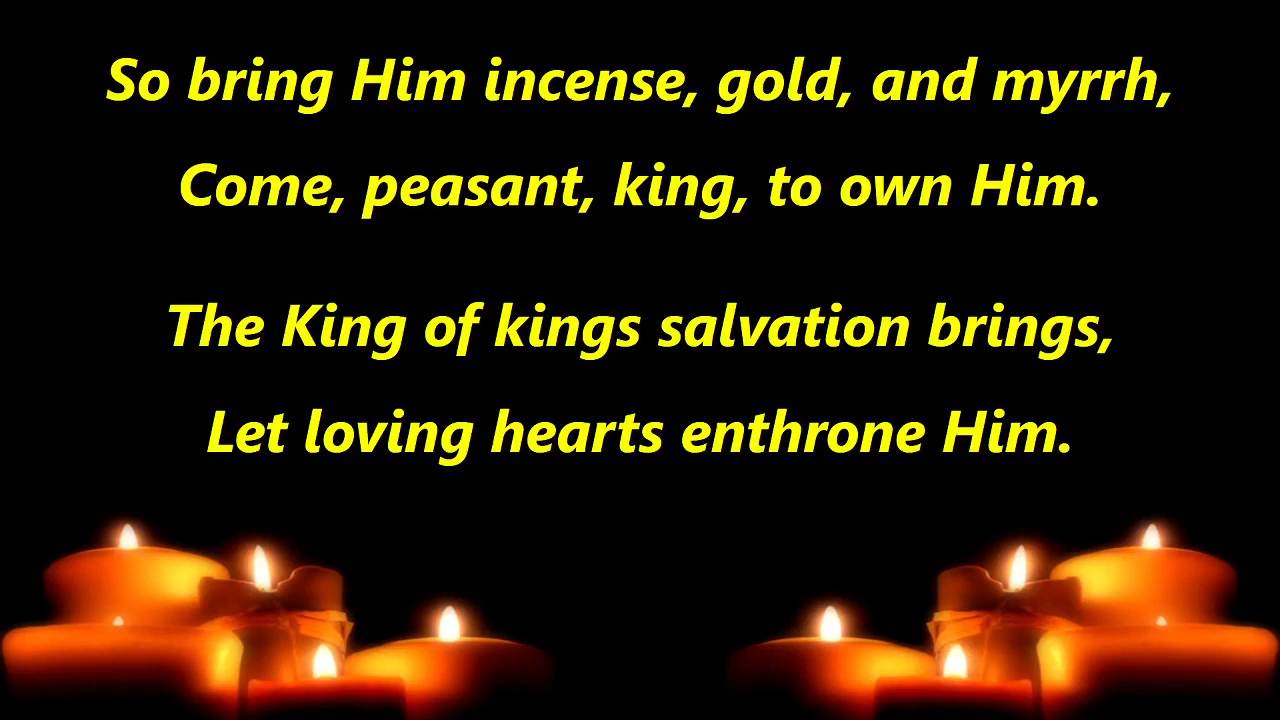 So bring Him incense, gold, and myrrh,
Come, peasant, king, to own Him.
The King of kings salvation brings,
Let loving hearts enthrone Him.